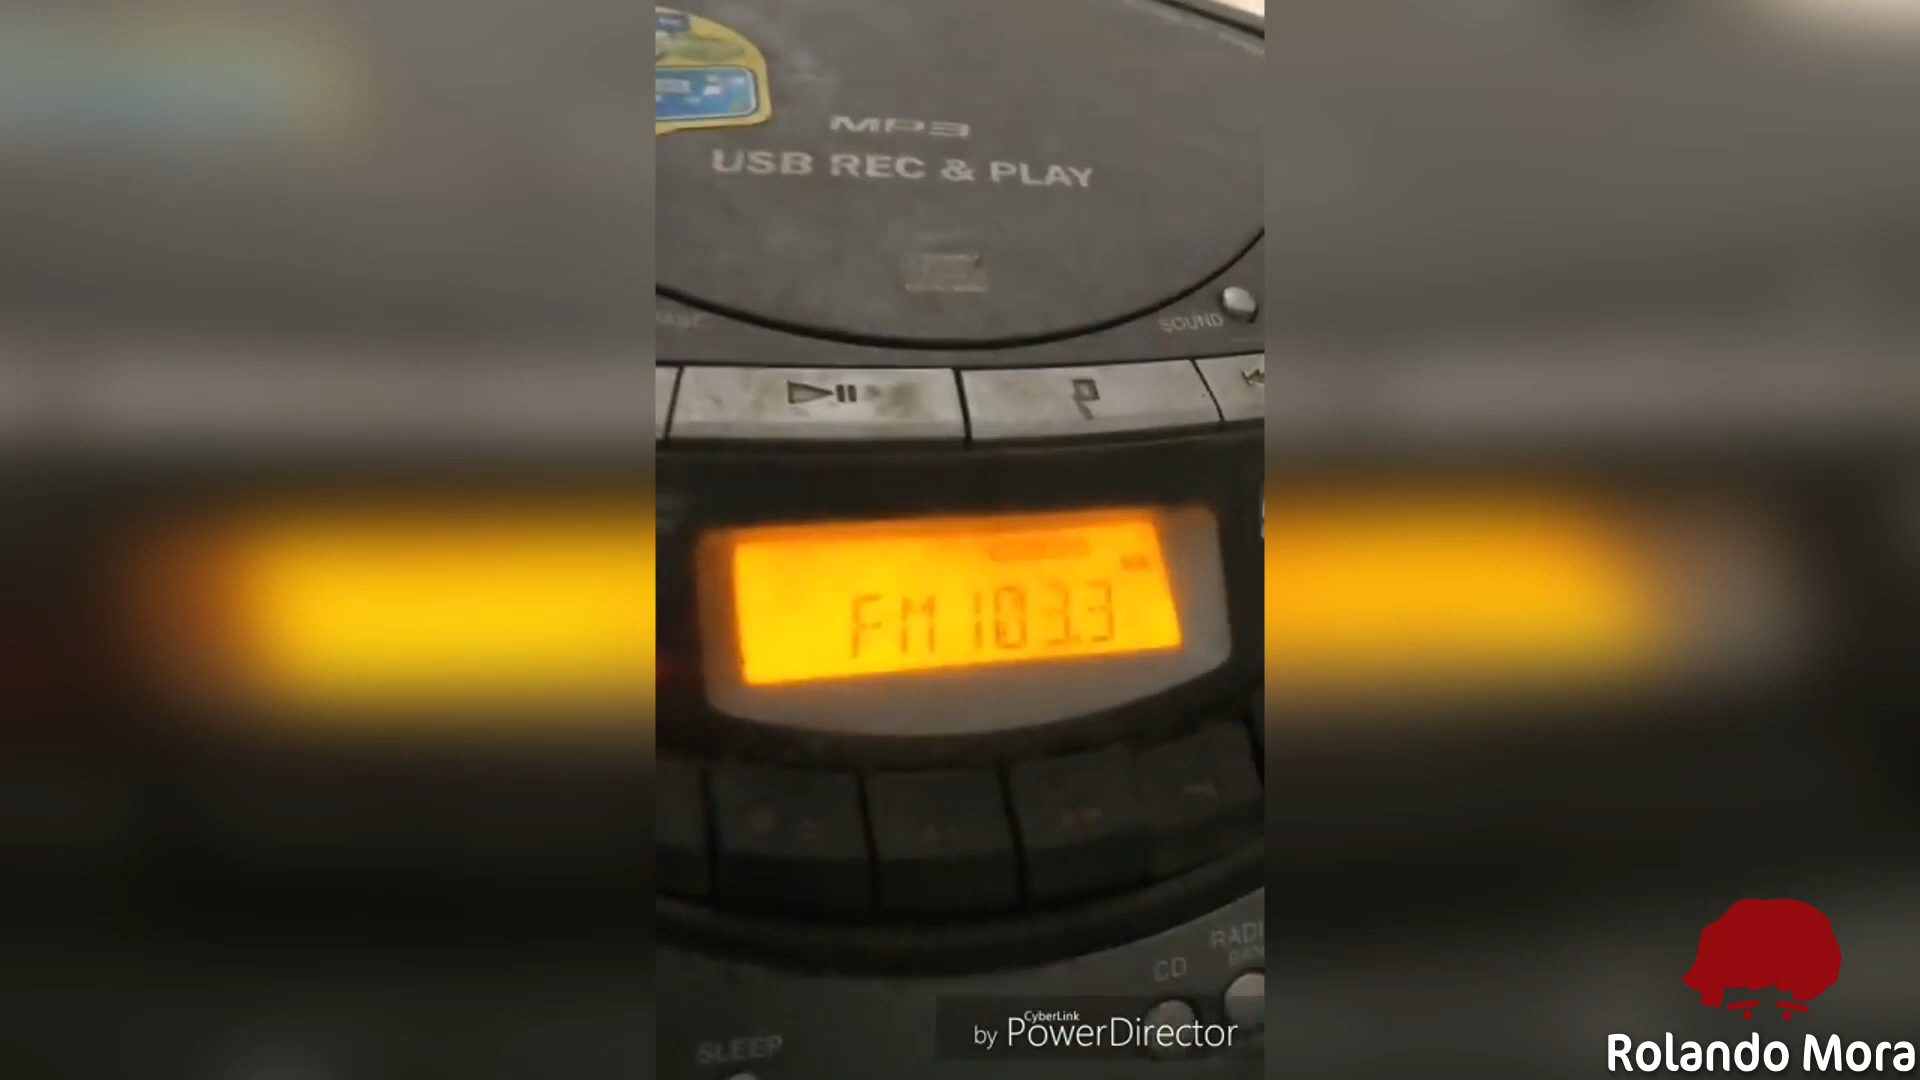 MP3
USB REC & PLAY
SOUND
FM 103.3
CD
SLEEP
CyberLink
by PowerDirector
Rolando Mora